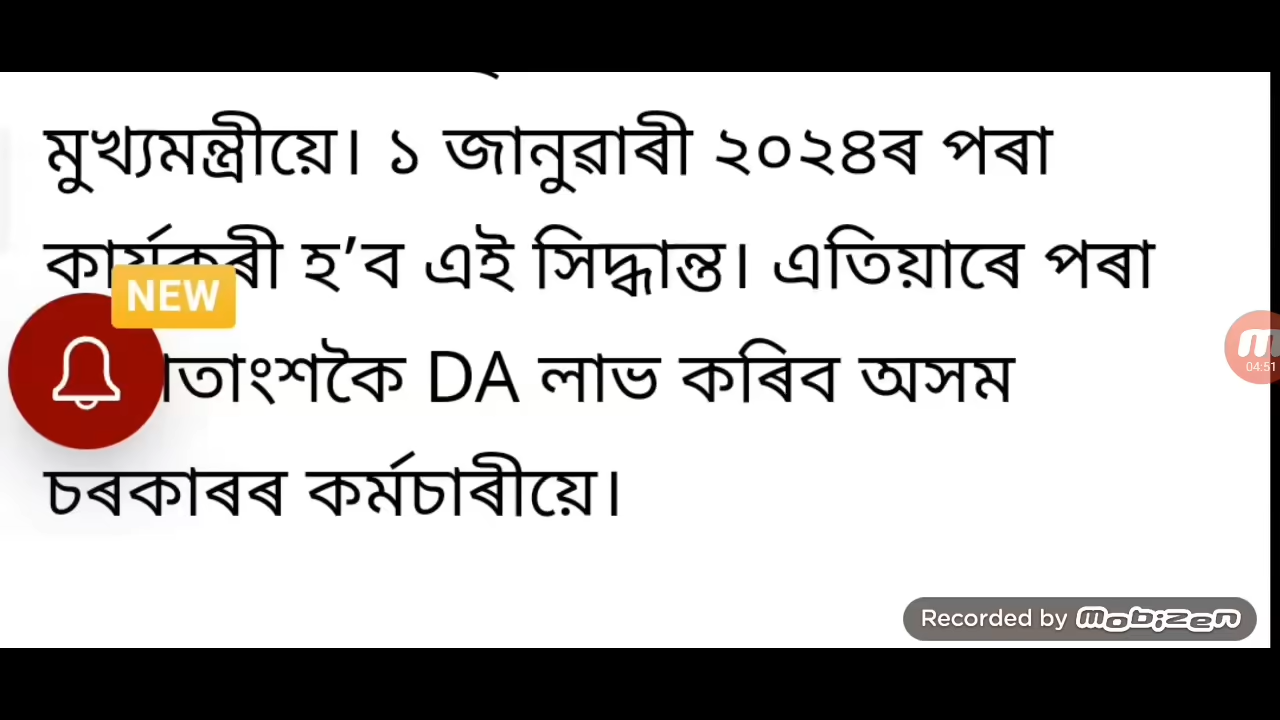 মুখ্যমন্ত্ৰীয়ে। ১ জানুৱাৰী ২০২৪ৰ পৰা
কাৰ্যকৰী হ’ব এই সিদ্ধান্ত। এতিয়াৰে পৰা
NEW
DA লাভ কৰিব অসম
চৰকাৰৰ কৰ্মচাৰীয়ে।
04:51
Recorded by mobizen